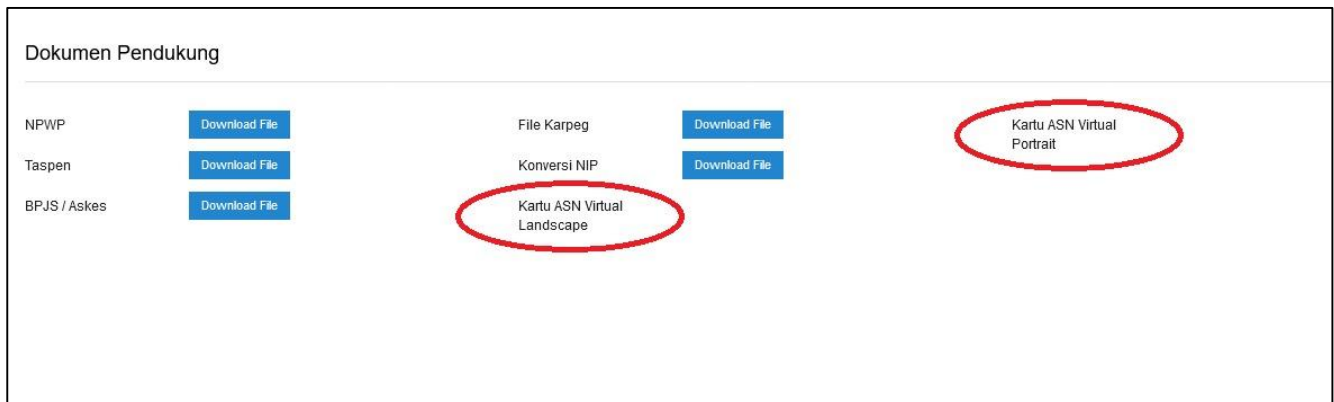 Dokumen Pendukung
NPWP Download File
Taspen Download File
BPJS / Askes Download File
File Karpeg Download File
Konversi NIP Download File
Kartu ASN Virtual
Landscape
Kartu ASN Virtual
Portrait